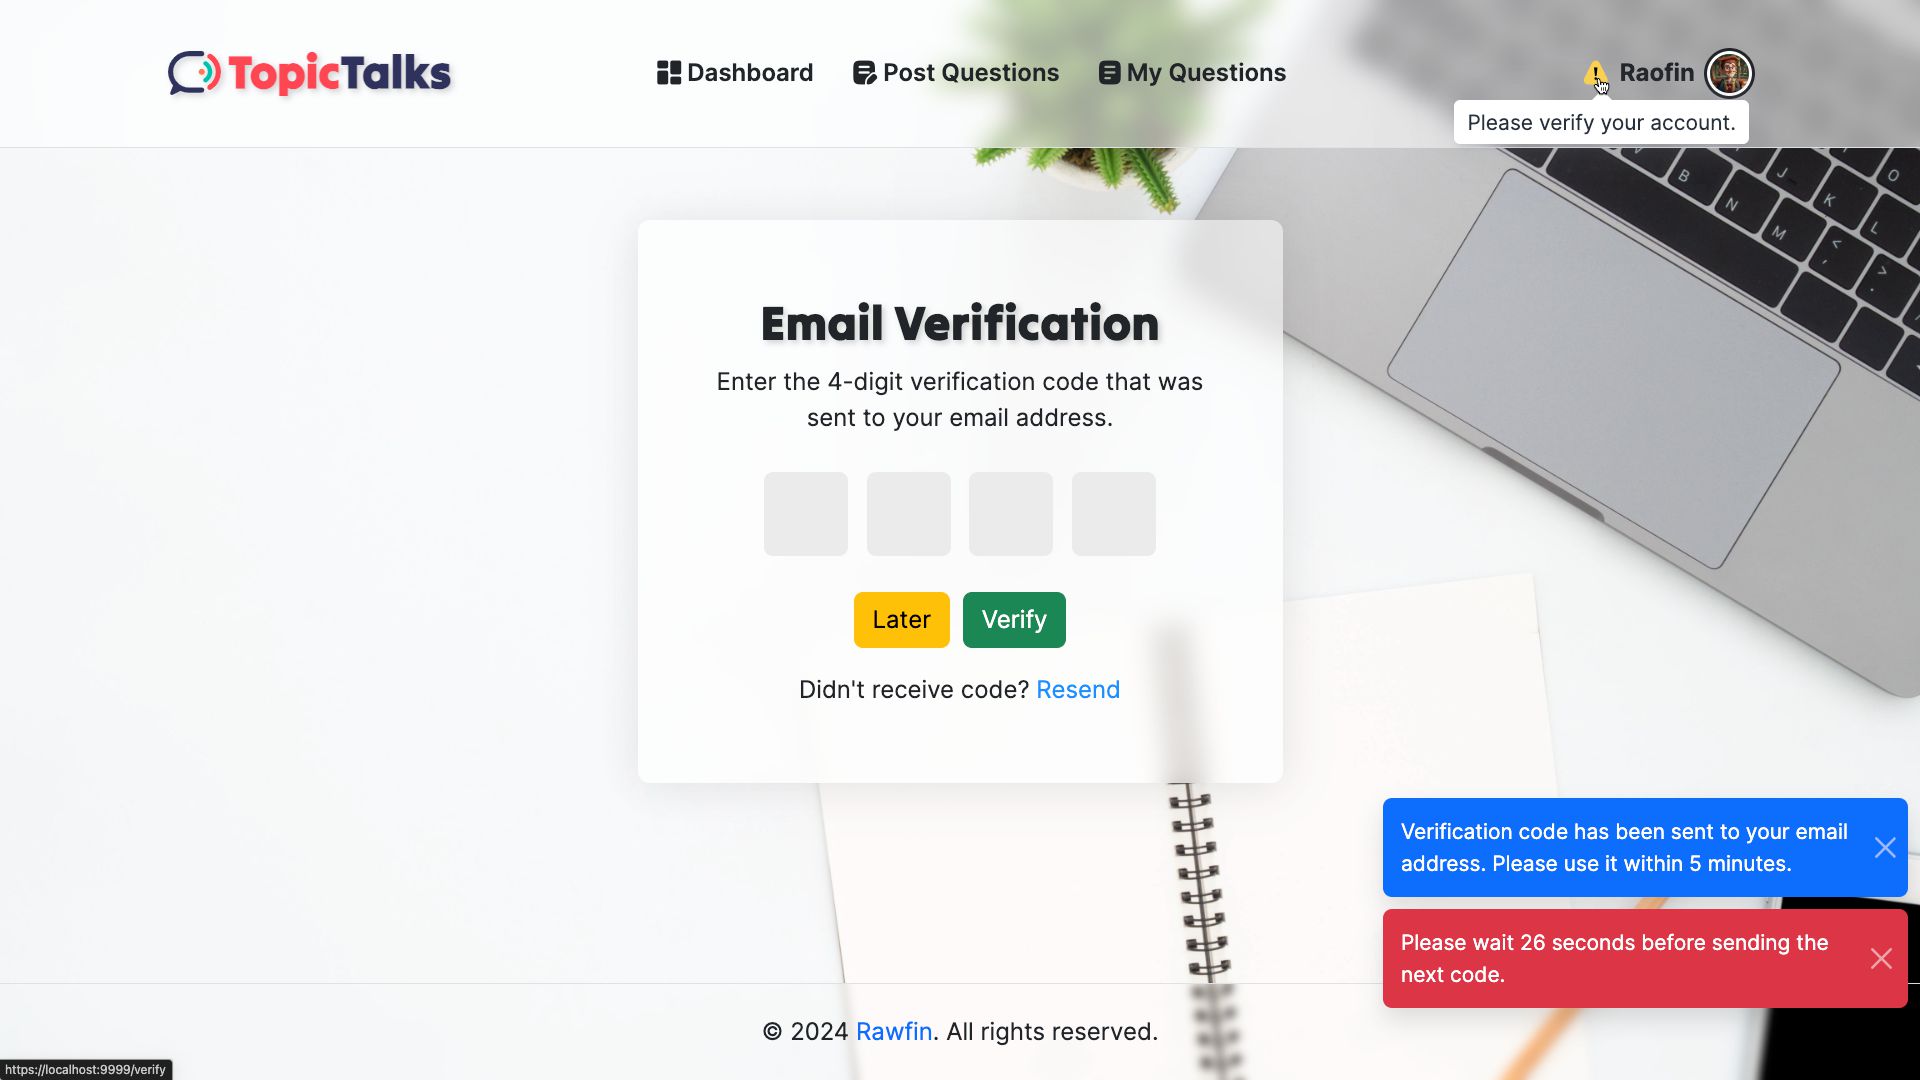 TopicTalks
Dashboard
Post Questions
My Questions
Raofin
Please verify your account.
Email Verification
Enter the 4-digit verification code that was
sent to your email address.
Later
Verify
Didn't receive code? Resend
Verification code has been sent to your email
address. Please use it within 5 minutes.
Please wait 26 seconds before sending the
next code.
© 2024 Rawfin. All rights reserved.
https://localhost:9999/verify
V
B
N
M
J
K
L
O
<
,
>
.